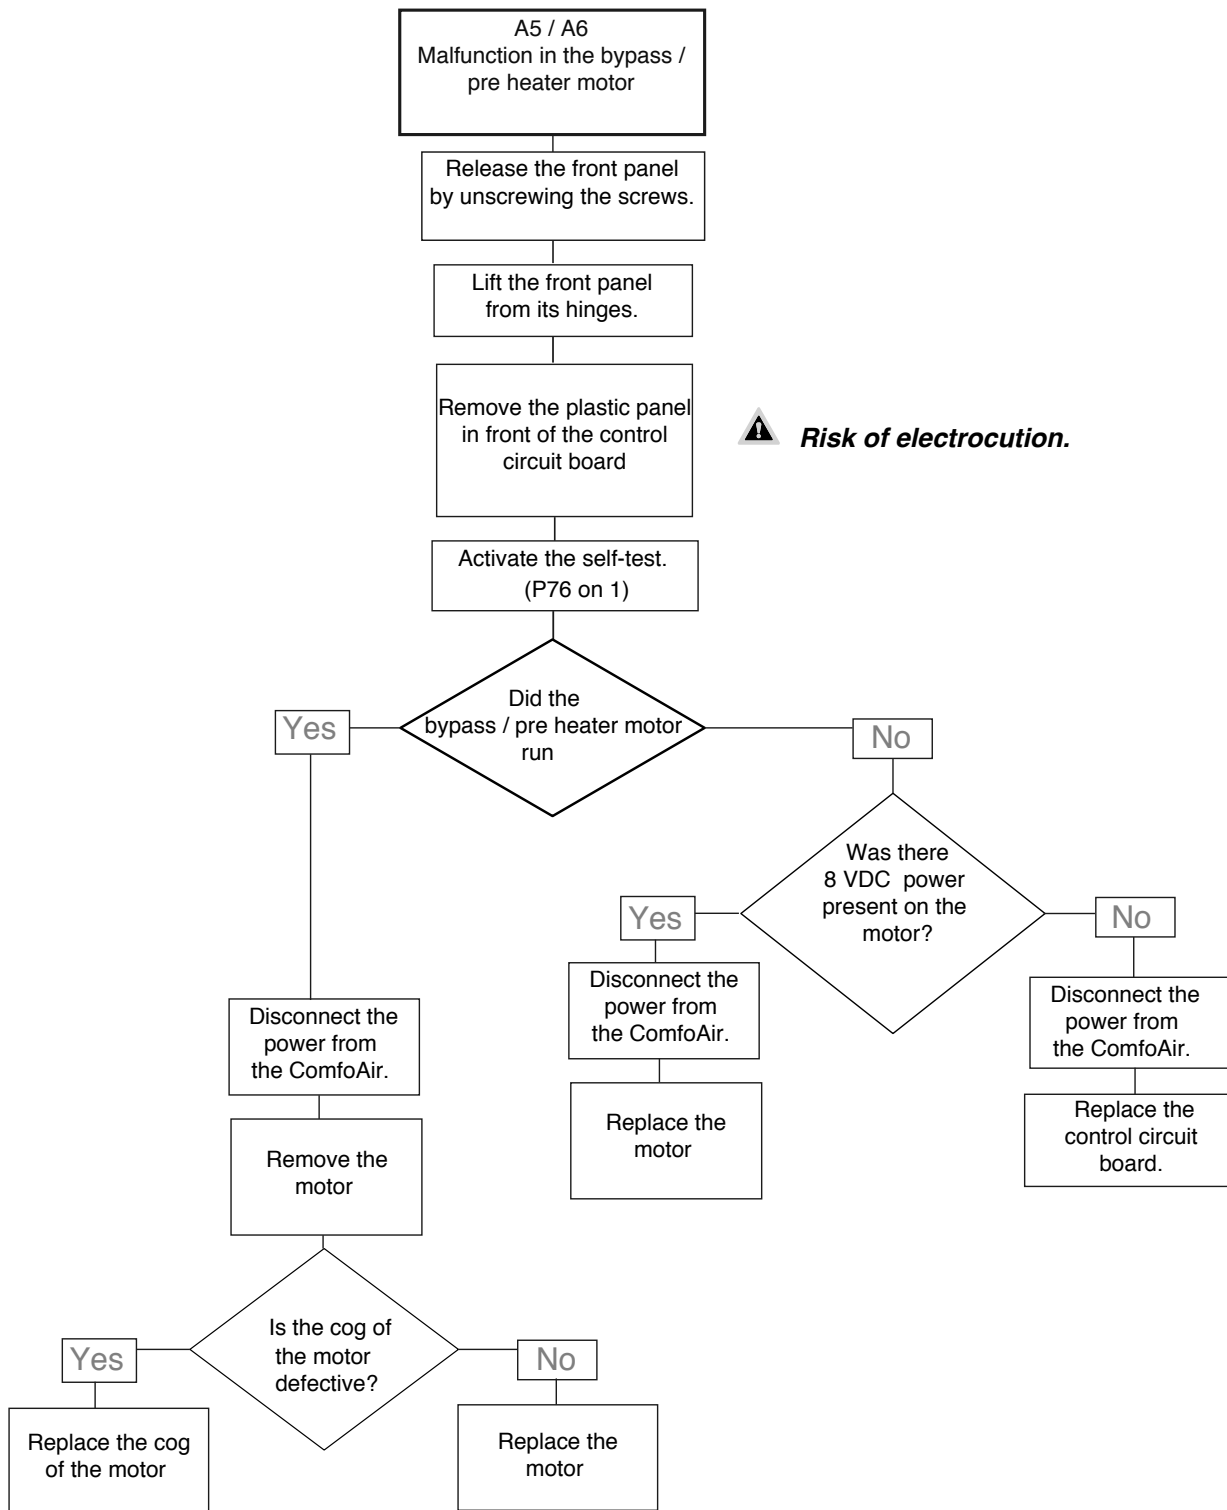 A5 / A6
Malfunction in the bypass /
pre heater motor
Release the front panel
by unscrewing the screws.
Lift the front panel
from its hinges.
Remove the plastic panel
in front of the control
circuit board
Risk of electrocution.
Activate the self-test.
(P76 on 1)
Did the
bypass / pre heater motor
run
Yes
No
Was there
8 VDC power
present on the
motor?
Yes
No
Disconnect the
power from
the ComfoAir.
Replace the
motor
Disconnect the
power from
the ComfoAir.
Replace the
control circuit
board.
Disconnect the
power from
the ComfoAir.
Remove the
motor
Is the cog of
the motor
defective?
Yes
No
Replace the cog
of the motor
Replace the
motor